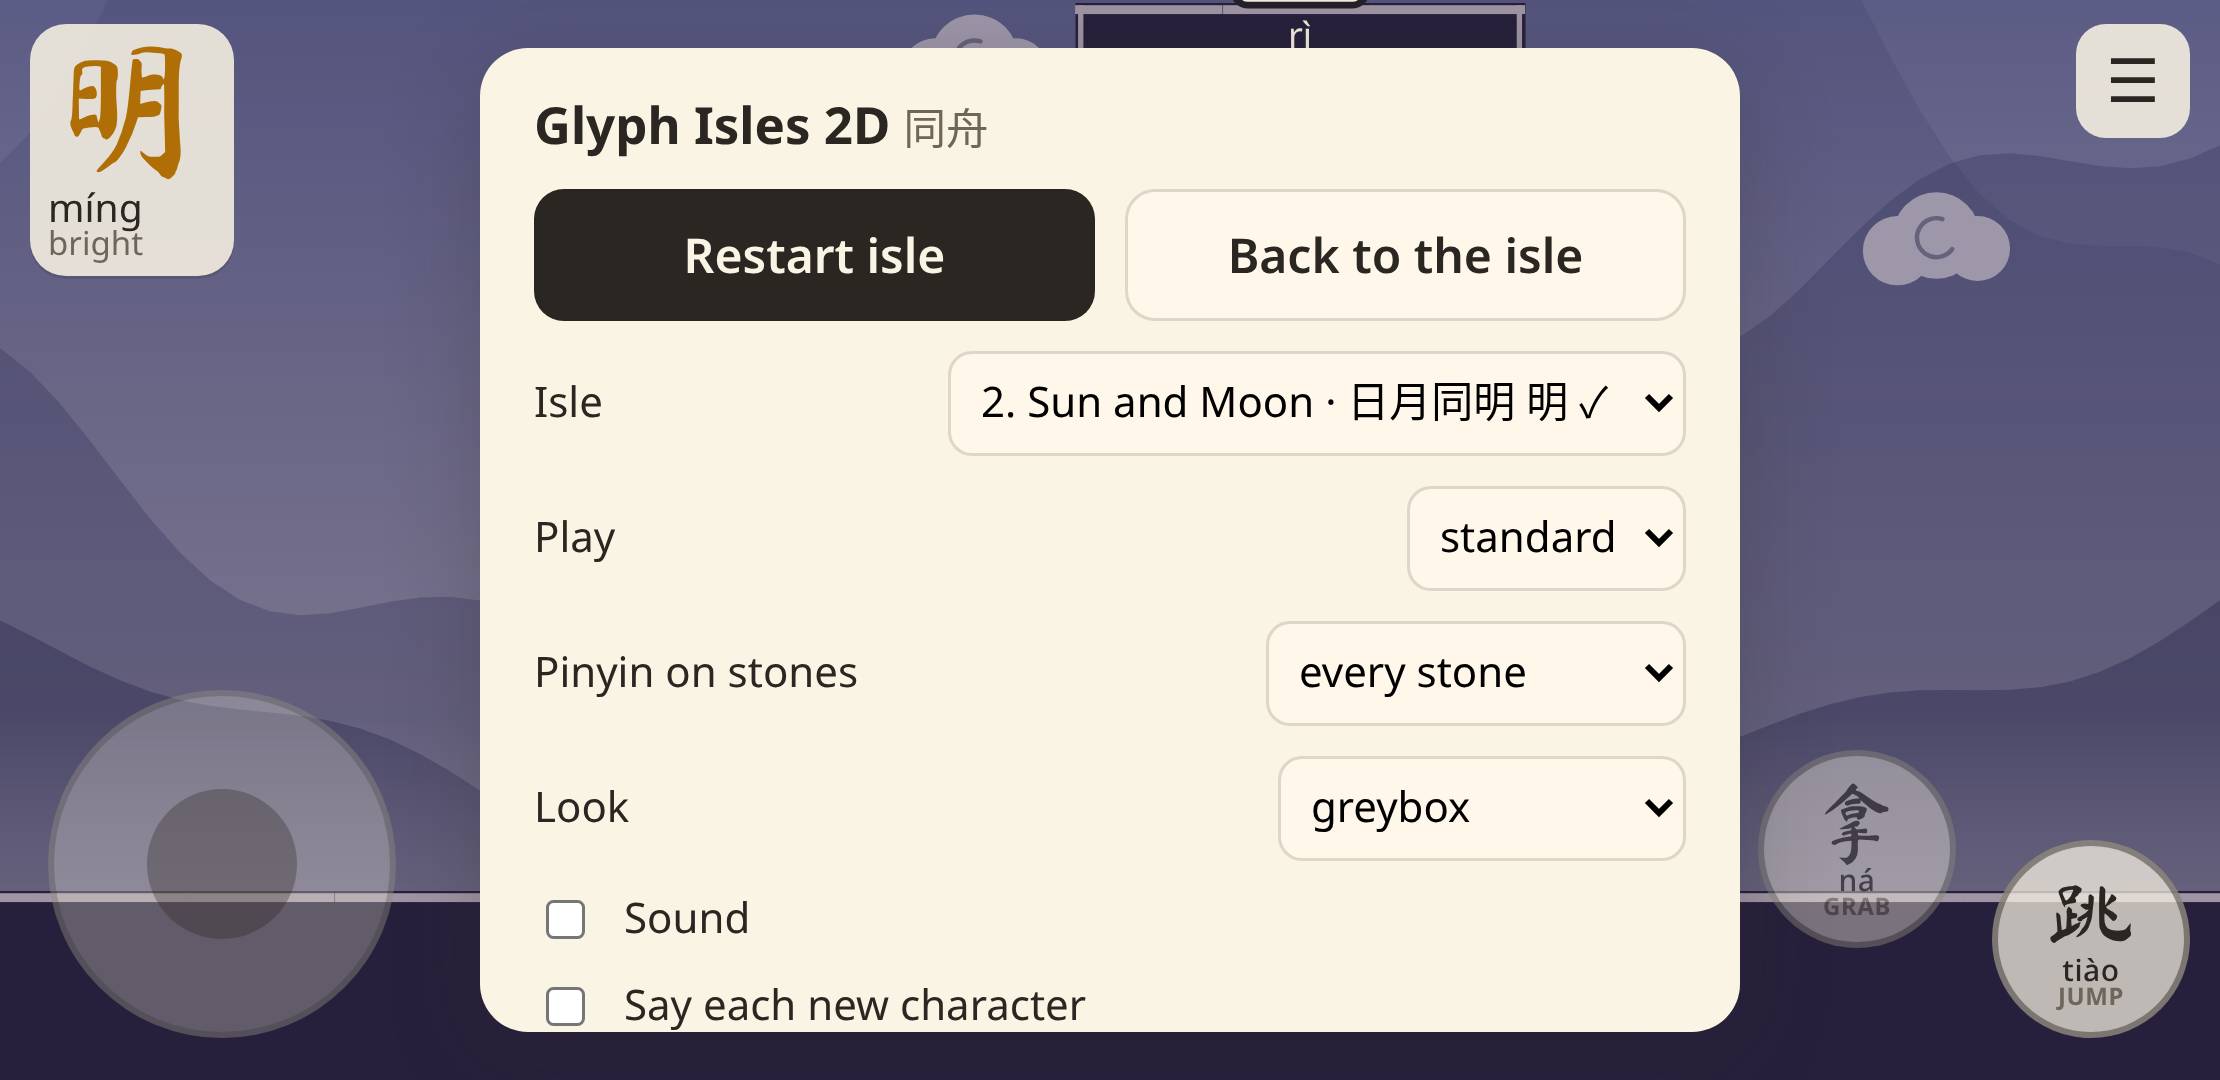 明
míng
bright
rì
☰
Glyph Isles 2D 同舟
Restart isle
Back to the isle
Isle
2. Sun and Moon · 日月同明 明 ✓
Play
standard
Pinyin on stones
every stone
Look
greybox
Sound
Say each new character
拿
ná
GRAB
跳
tiào
JUMP